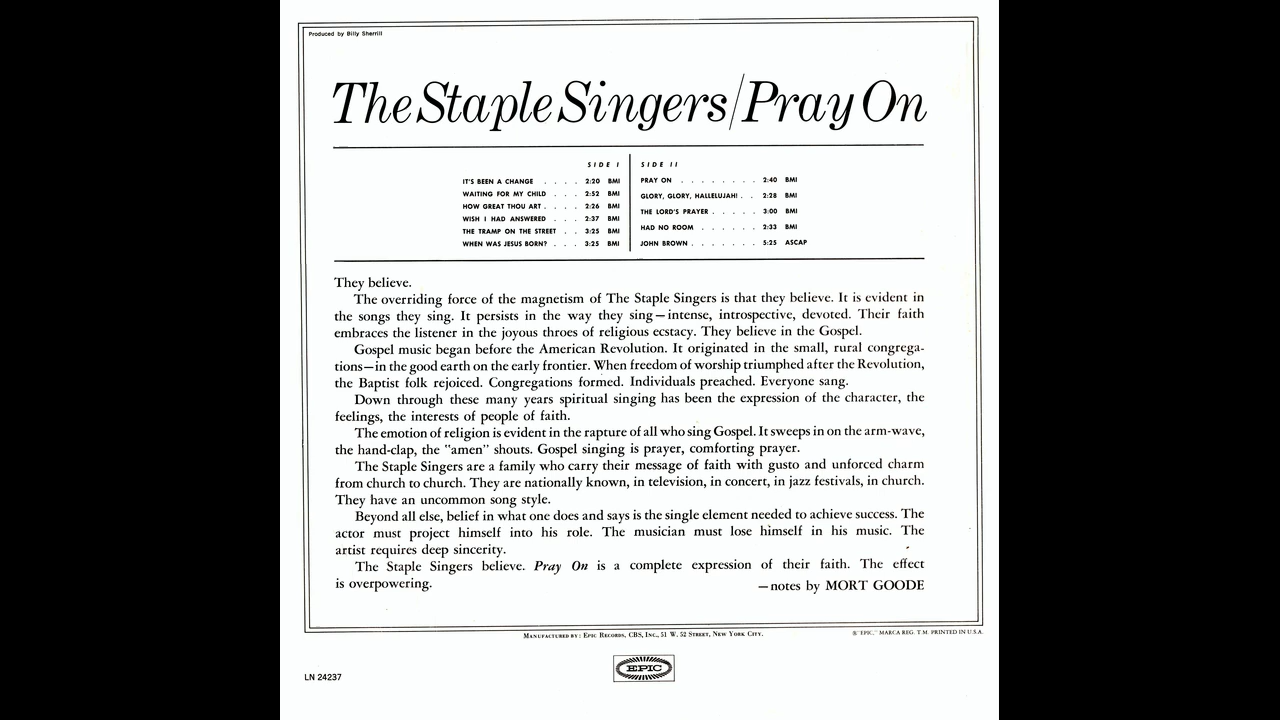 Produced by Billy Sherrill
The Staple Singers/Pray On
SIDE I
IT'S BEEN A CHANGE . . . . 2:20 BMI
WAITING FOR MY CHILD . . . 2:52 BMI
HOW GREAT THOU ART . . . . 2:26 BMI
WISH I HAD ANSWERED . . . 2:37 BMI
THE TRAMP ON THE STREET . . 3:25 BMI
WHEN WAS JESUS BORN? . . . 3:25 BMI
SIDE II
PRAY ON . . . . . . . . 2:40 BMI
GLORY, GLORY, HALLELUJAH! . . 2:28 BMI
THE LORD'S PRAYER . . . . . 3:00 BMI
HAD NO ROOM . . . . . . 2:33 BMI
JOHN BROWN . . . . . . . 5:25 ASCAP
They believe.
The overriding force of the magnetism of The Staple Singers is that they believe. It is evident in
the songs they sing. It persists in the way they sing—intense, introspective, devoted. Their faith
embraces the listener in the joyous throes of religious ecstacy. They believe in the Gospel.
Gospel music began before the American Revolution. It originated in the small, rural congrega-
tions—in the good earth on the early frontier. When freedom of worship triumphed after the Revolution,
the Baptist folk rejoiced. Congregations formed. Individuals preached. Everyone sang.
Down through these many years spiritual singing has been the expression of the character, the
feelings, the interests of people of faith.
The emotion of religion is evident in the rapture of all who sing Gospel. It sweeps in on the arm-wave,
the hand-clap, the "amen" shouts. Gospel singing is prayer, comforting prayer.
The Staple Singers are a family who carry their message of faith with gusto and unforced charm
from church to church. They are nationally known, in television, in concert, in jazz festivals, in church.
They have an uncommon song style.
Beyond all else, belief in what one does and says is the single element needed to achieve success. The
actor must project himself into his role. The musician must lose himself in his music. The
artist requires deep sincerity.
The Staple Singers believe. Pray On is a complete expression of their faith. The effect
is overpowering.
—notes by MORT GOODE
MANUFACTURED BY: EPIC RECORDS, CBS, INC., 51 W. 52 STREET, NEW YORK CITY.
® "EPIC," MARCA REG. T.M. PRINTED IN U.S.A.
EPIC
LN 24237